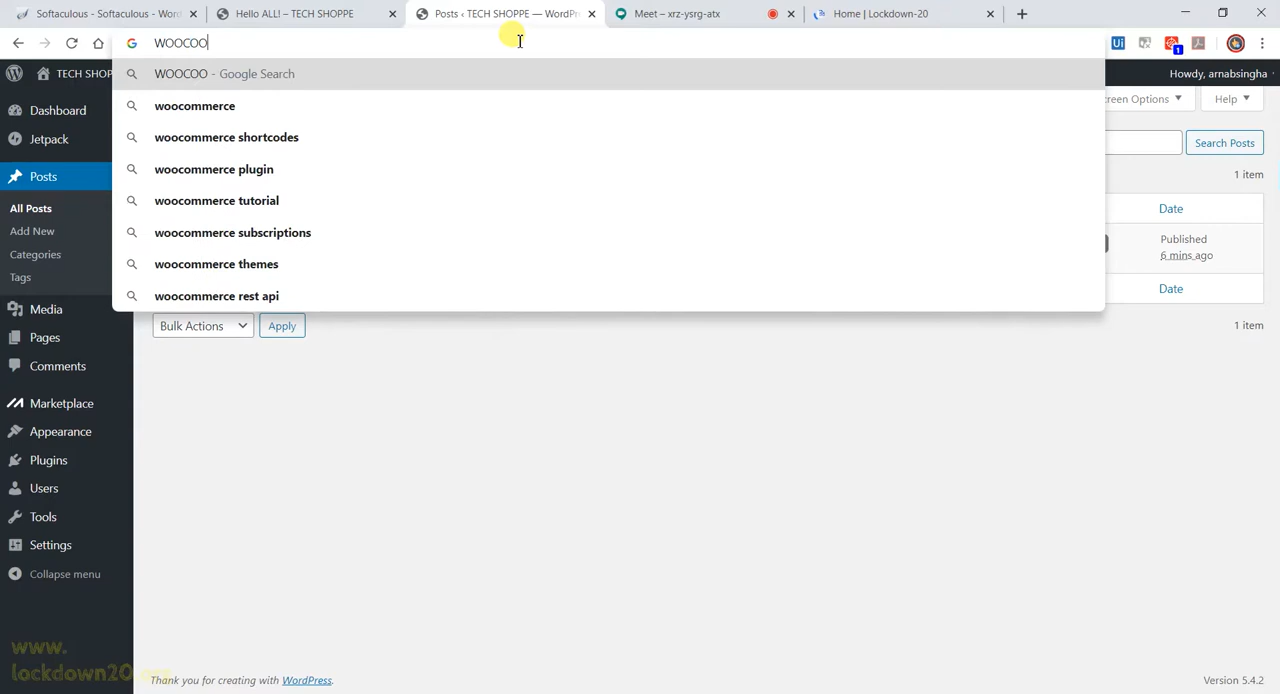 Softaculous - Softaculous - Word
Hello ALL! – TECH SHOPPE
Posts ‹ TECH SHOPPE — WordPr
Meet – xrz-ysrg-atx
Home | Lockdown-20
WOOCOO
1
WOOCOO - Google Search
TECH SHOP
Howdy, arnabsingha
woocommerce
woocommerce shortcodes
woocommerce plugin
woocommerce tutorial
woocommerce subscriptions
woocommerce themes
woocommerce rest api
Dashboard
Jetpack
Posts
All Posts
Add New
Categories
Tags
Media
Pages
Comments
Marketplace
Appearance
Plugins
Users
Tools
Settings
Collapse menu
creen Options
Help
Search Posts
1 item
Date
Published
6 mins ago
Date
Bulk Actions
Apply
1 item
www.
lockdown20
Thank you for creating with WordPress.
Version 5.4.2